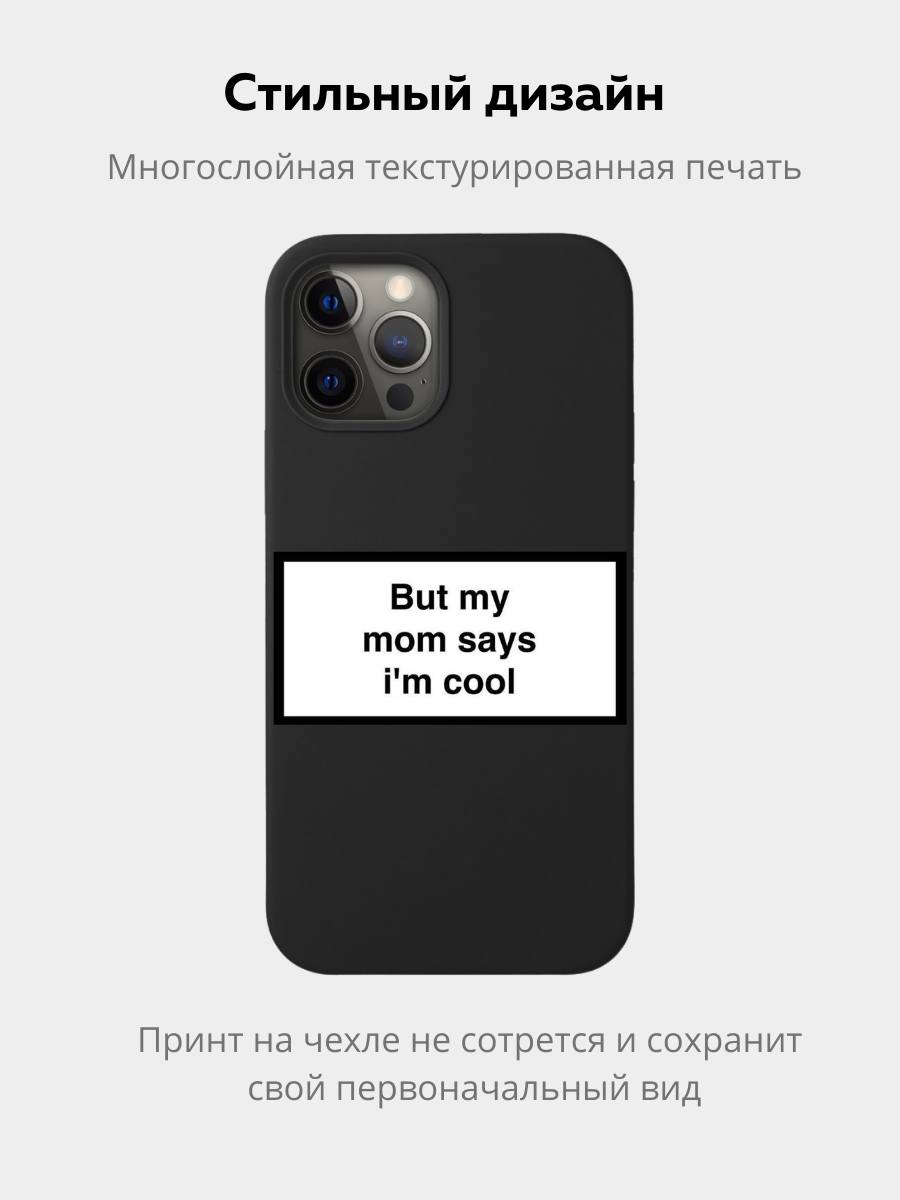 Стильный дизайн
Многослойная текстурированная печать
But my
mom says
i'm cool
Принт на чехле не сотрется и сохранит
свой первоначальный вид